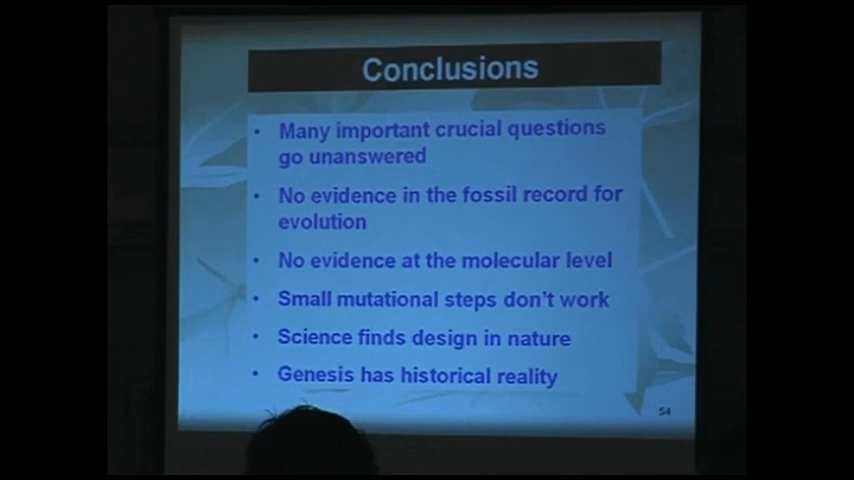 Conclusions
• Many important crucial questions
go unanswered
• No evidence in the fossil record for
evolution
• No evidence at the molecular level
• Small mutational steps don't work
• Science finds design in nature
• Genesis has historical reality
54